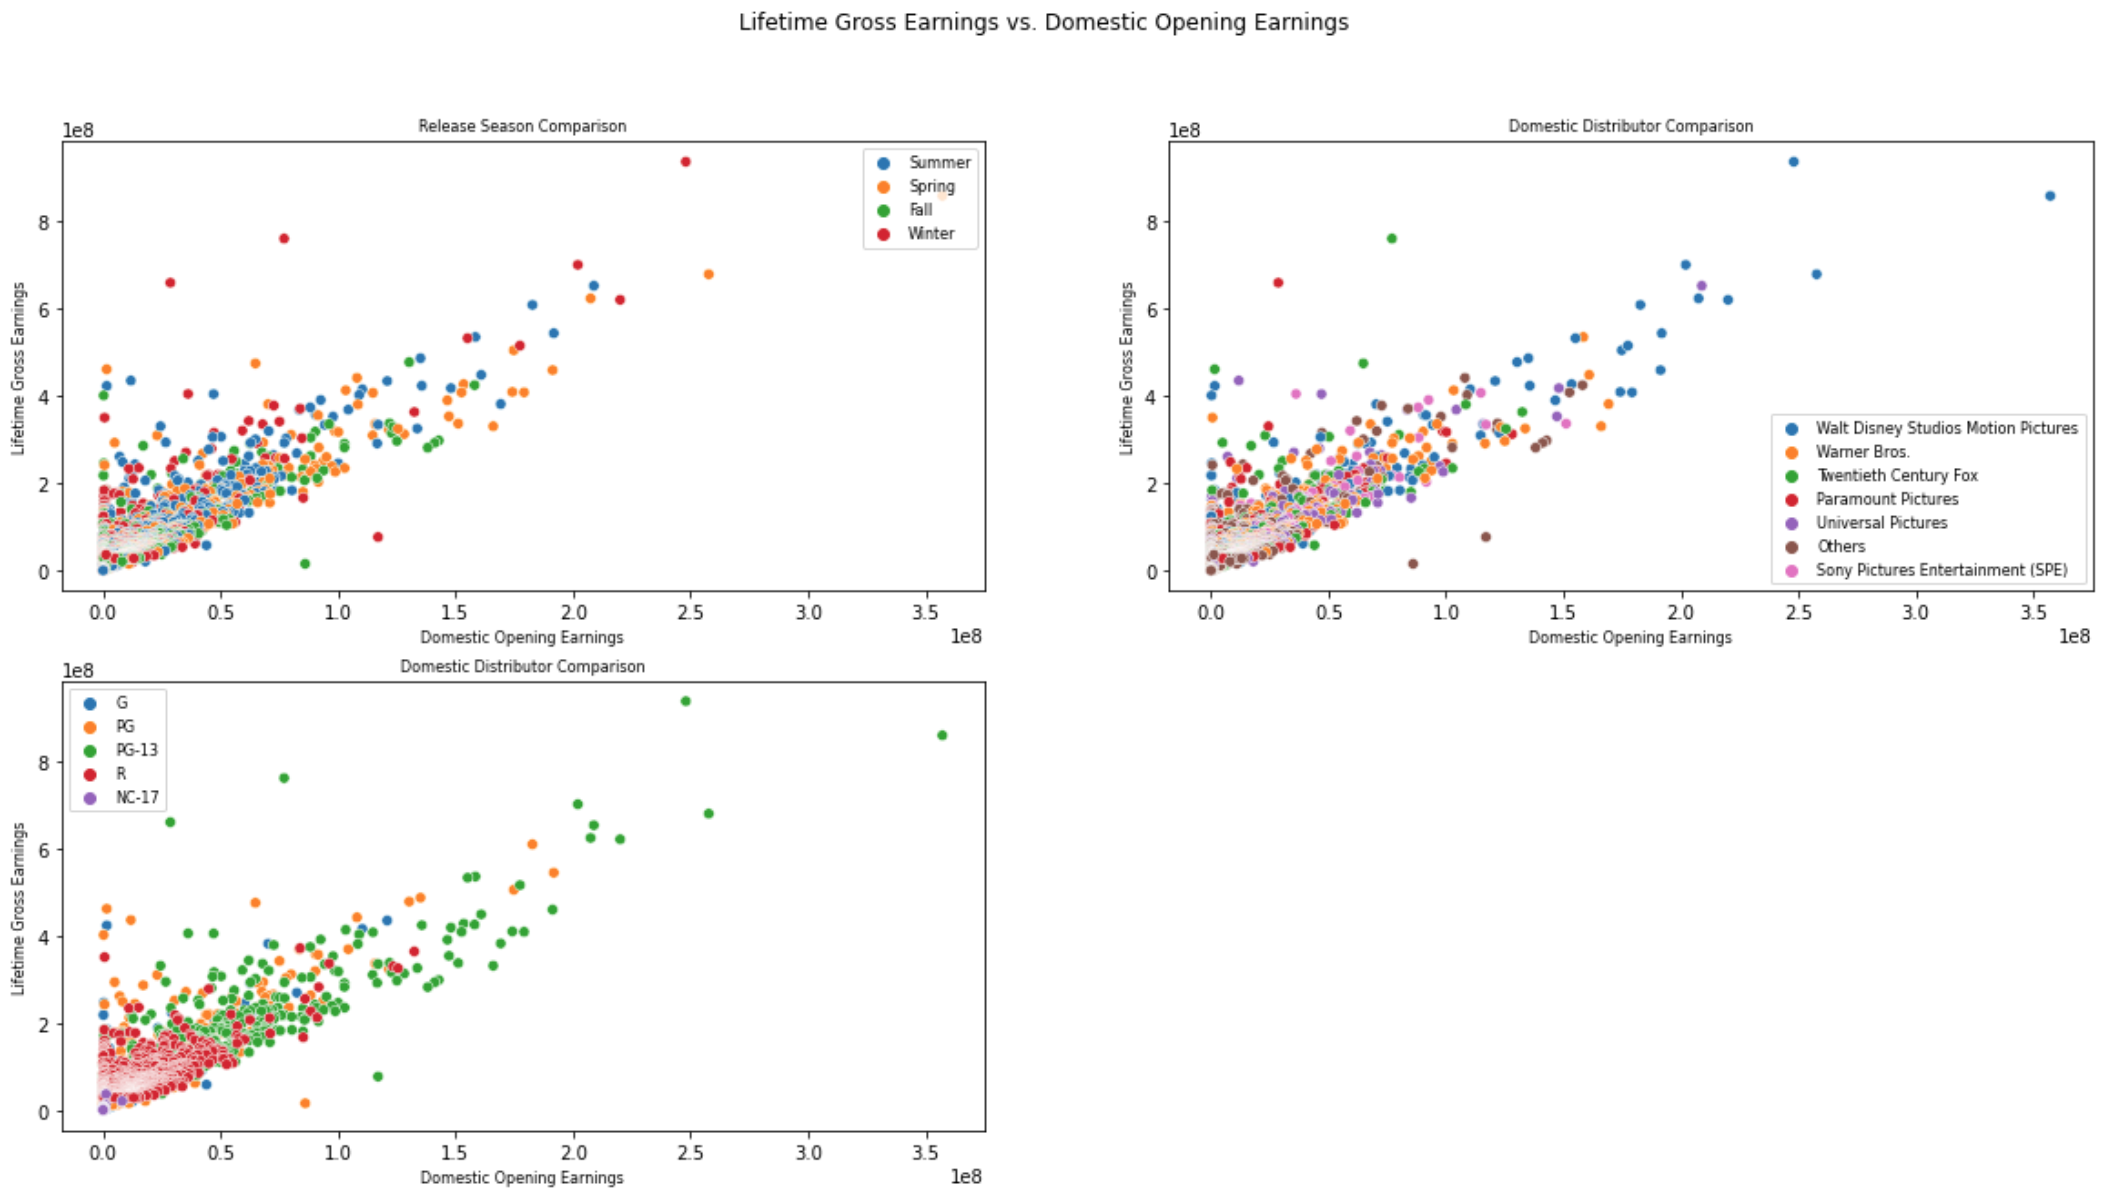 Lifetime Gross Earnings vs. Domestic Opening Earnings
Release Season Comparison
1e8
Lifetime Gross Earnings
8
6
4
2
0
Summer
Spring
Fall
Winter
0.0 0.5 1.0 1.5 2.0 2.5 3.0 3.5
1e8
Domestic Opening Earnings
Domestic Distributor Comparison
1e8
Lifetime Gross Earnings
8
6
4
2
0
Walt Disney Studios Motion Pictures
Warner Bros.
Twentieth Century Fox
Paramount Pictures
Universal Pictures
Others
Sony Pictures Entertainment (SPE)
0.0 0.5 1.0 1.5 2.0 2.5 3.0 3.5
1e8
Domestic Opening Earnings
Domestic Distributor Comparison
1e8
Lifetime Gross Earnings
8
6
4
2
0
G
PG
PG-13
R
NC-17
0.0 0.5 1.0 1.5 2.0 2.5 3.0 3.5
1e8
Domestic Opening Earnings